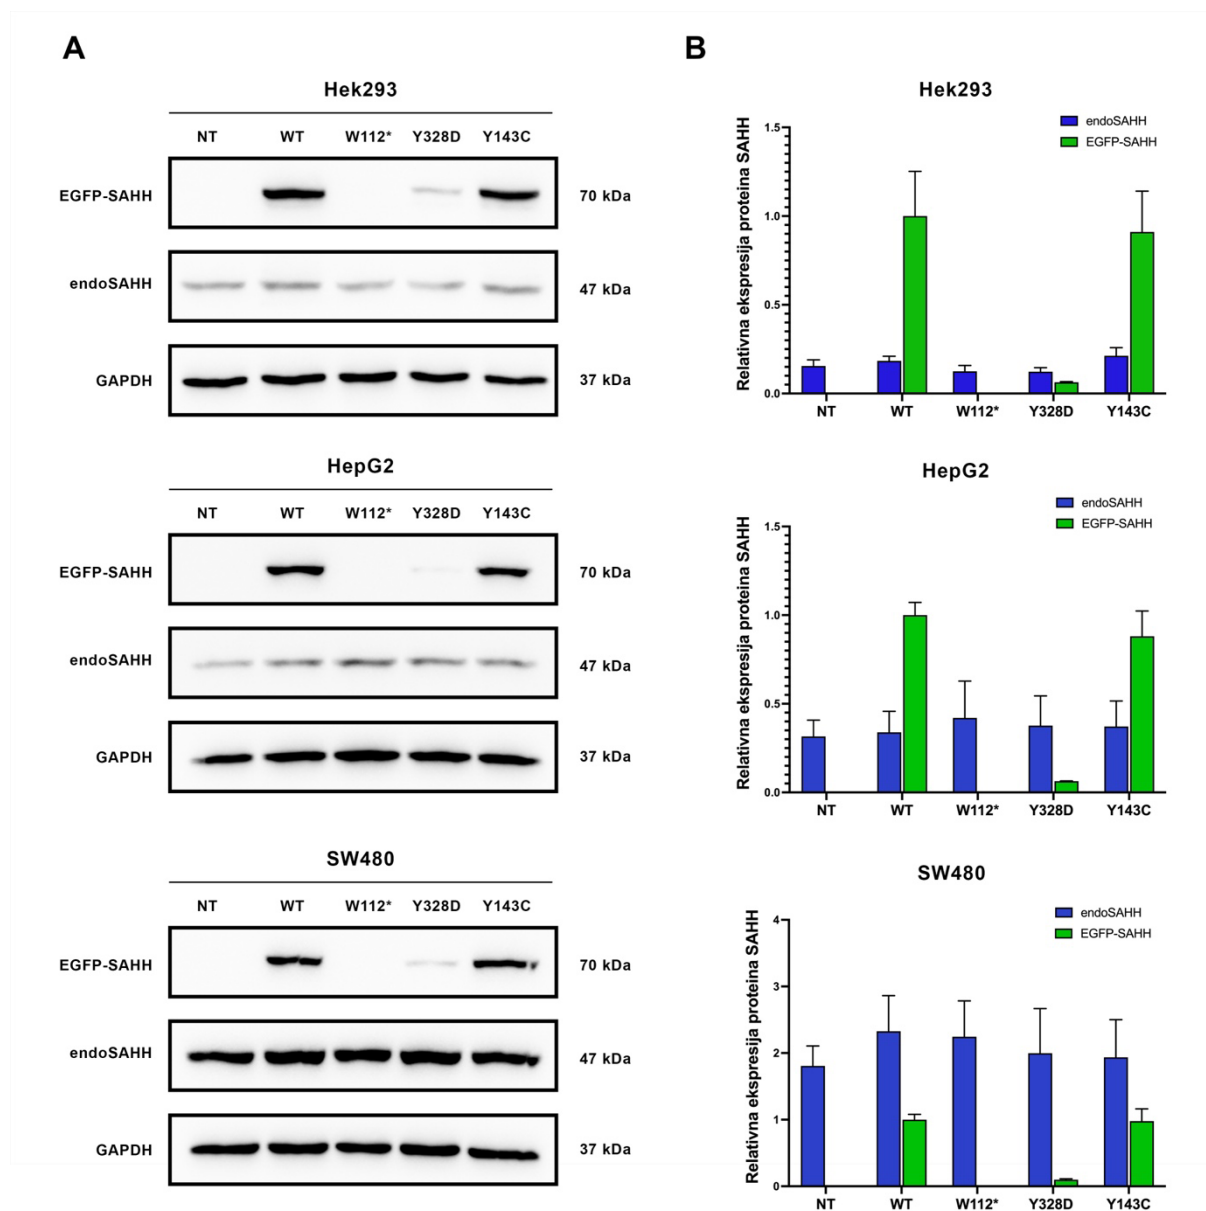 A
Hek293
NT WT W112* Y328D Y143C
EGFP-SAHH 70 kDa
endoSAHH 47 kDa
GAPDH 37 kDa
HepG2
NT WT W112* Y328D Y143C
EGFP-SAHH 70 kDa
endoSAHH 47 kDa
GAPDH 37 kDa
SW480
NT WT W112* Y328D Y143C
EGFP-SAHH 70 kDa
endoSAHH 47 kDa
GAPDH 37 kDa
B
Hek293
endoSAHH
EGFP-SAHH
Relativna ekspresija proteina SAHH
1.5
1.0
0.5
0.0
NT WT W112* Y328D Y143C
HepG2
endoSAHH
EGFP-SAHH
Relativna ekspresija proteina SAHH
1.5
1.0
0.5
0.0
NT WT W112* Y328D Y143C
SW480
endoSAHH
EGFP-SAHH
Relativna ekspresija proteina SAHH
4
3
2
1
0
NT WT W112* Y328D Y143C